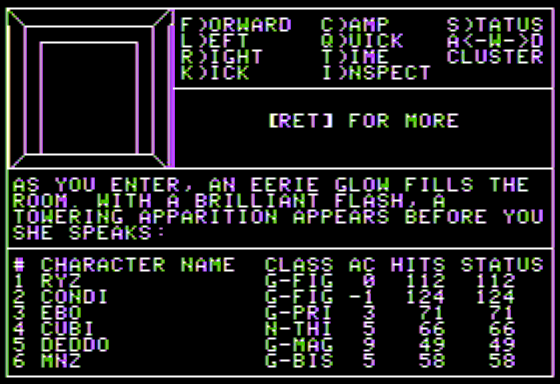 F)ORWARD C)AMP S)TATUS
L)EFT Q)UICK A<-W->D
R)IGHT T)IME CLUSTER
K)ICK I)NSPECT
[RET] FOR MORE
AS YOU ENTER, AN EERIE GLOW FILLS THE
ROOM. WITH A BRILLIANT FLASH, A
TOWERING APPARITION APPEARS BEFORE YOU
SHE SPEAKS:
# CHARACTER NAME CLASS AC HITS STATUS
1 RYZ G-FIG 0 112 112
2 CONDI G-FIG -1 124 124
3 EBO G-PRI 3 71 71
4 CUBI N-THI 5 66 66
5 DEDDO G-MAG 9 49 49
6 MNZ G-BIS 5 58 58